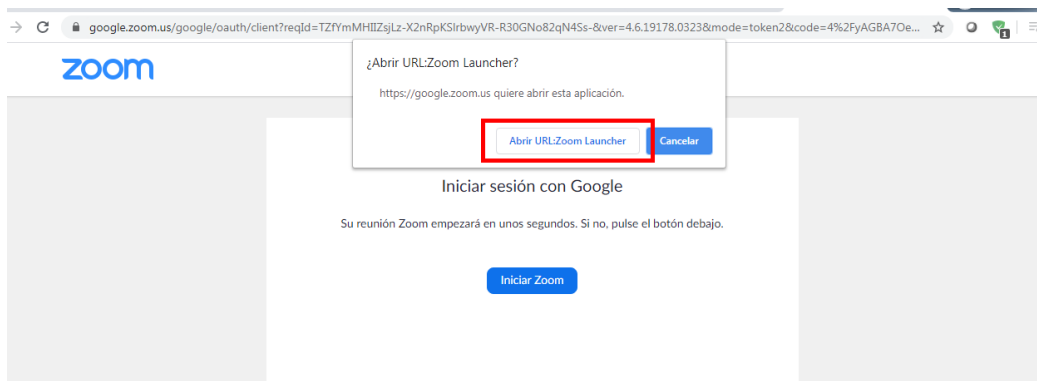 google.zoom.us/google/oauth/client?reqId=TZfYmMHIIZsjLz-X2nRpKSlrbwyVR-R30GNo82qN4Ss-&ver=4.6.19178.0323&mode=token2&code=4%2FyAGBA7Oe...
1
zoom
¿Abrir URL:Zoom Launcher?
https://google.zoom.us quiere abrir esta aplicación.
Abrir URL:Zoom Launcher Cancelar
Iniciar sesión con Google
Su reunión Zoom empezará en unos segundos. Si no, pulse el botón debajo.
Iniciar Zoom